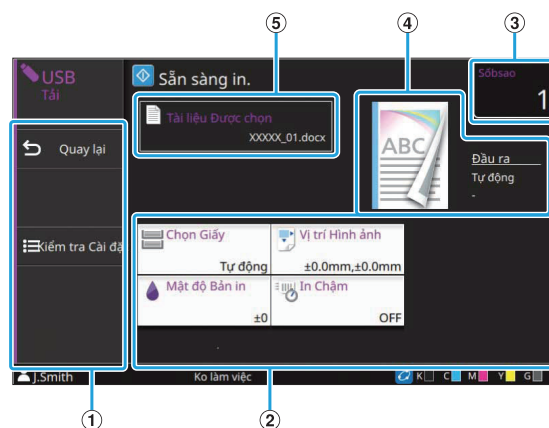 ⑤
④
③
USB
Tải
Sẵn sàng in.
Sốbsao
1
Tài liệu Được chọn
XXXXX_01.docx
ABC
Đầu ra
Tự động
-
Quay lại
Kiểm tra Cài đặ
Chọn Giấy
Tự động
Vị trí Hình ảnh
±0.0mm,±0.0mm
Mật độ Bản in
±0
In Chậm
OFF
J.Smith
Ko làm việc
K C M Y G
①
②